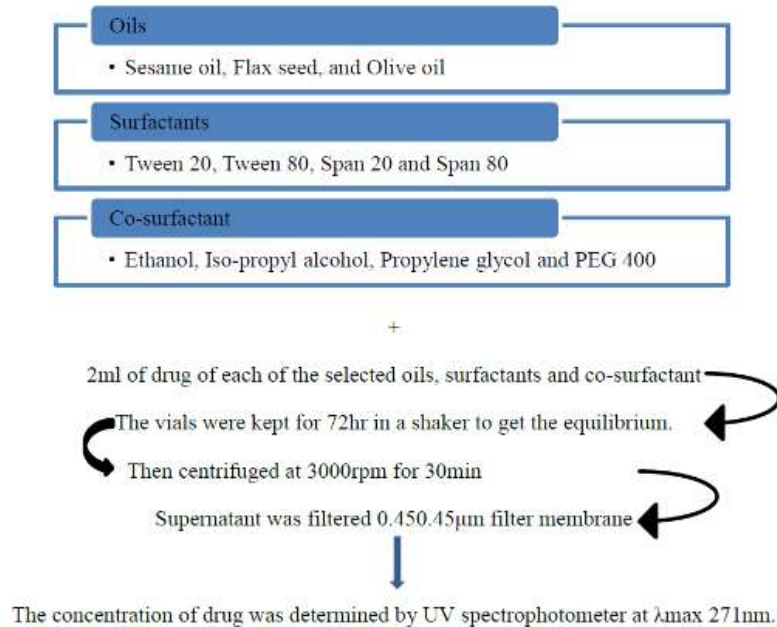 Oils
• Sesame oil, Flax seed, and Olive oil
Surfactants
• Tween 20, Tween 80, Span 20 and Span 80
Co-surfactant
• Ethanol, Iso-propyl alcohol, Propylene glycol and PEG 400
+
2ml of drug of each of the selected oils, surfactants and co-surfactant
The vials were kept for 72hr in a shaker to get the equilibrium.
Then centrifuged at 3000rpm for 30min
Supernatant was filtered 0.450.45μm filter membrane
The concentration of drug was determined by UV spectrophotometer at λmax 271nm.